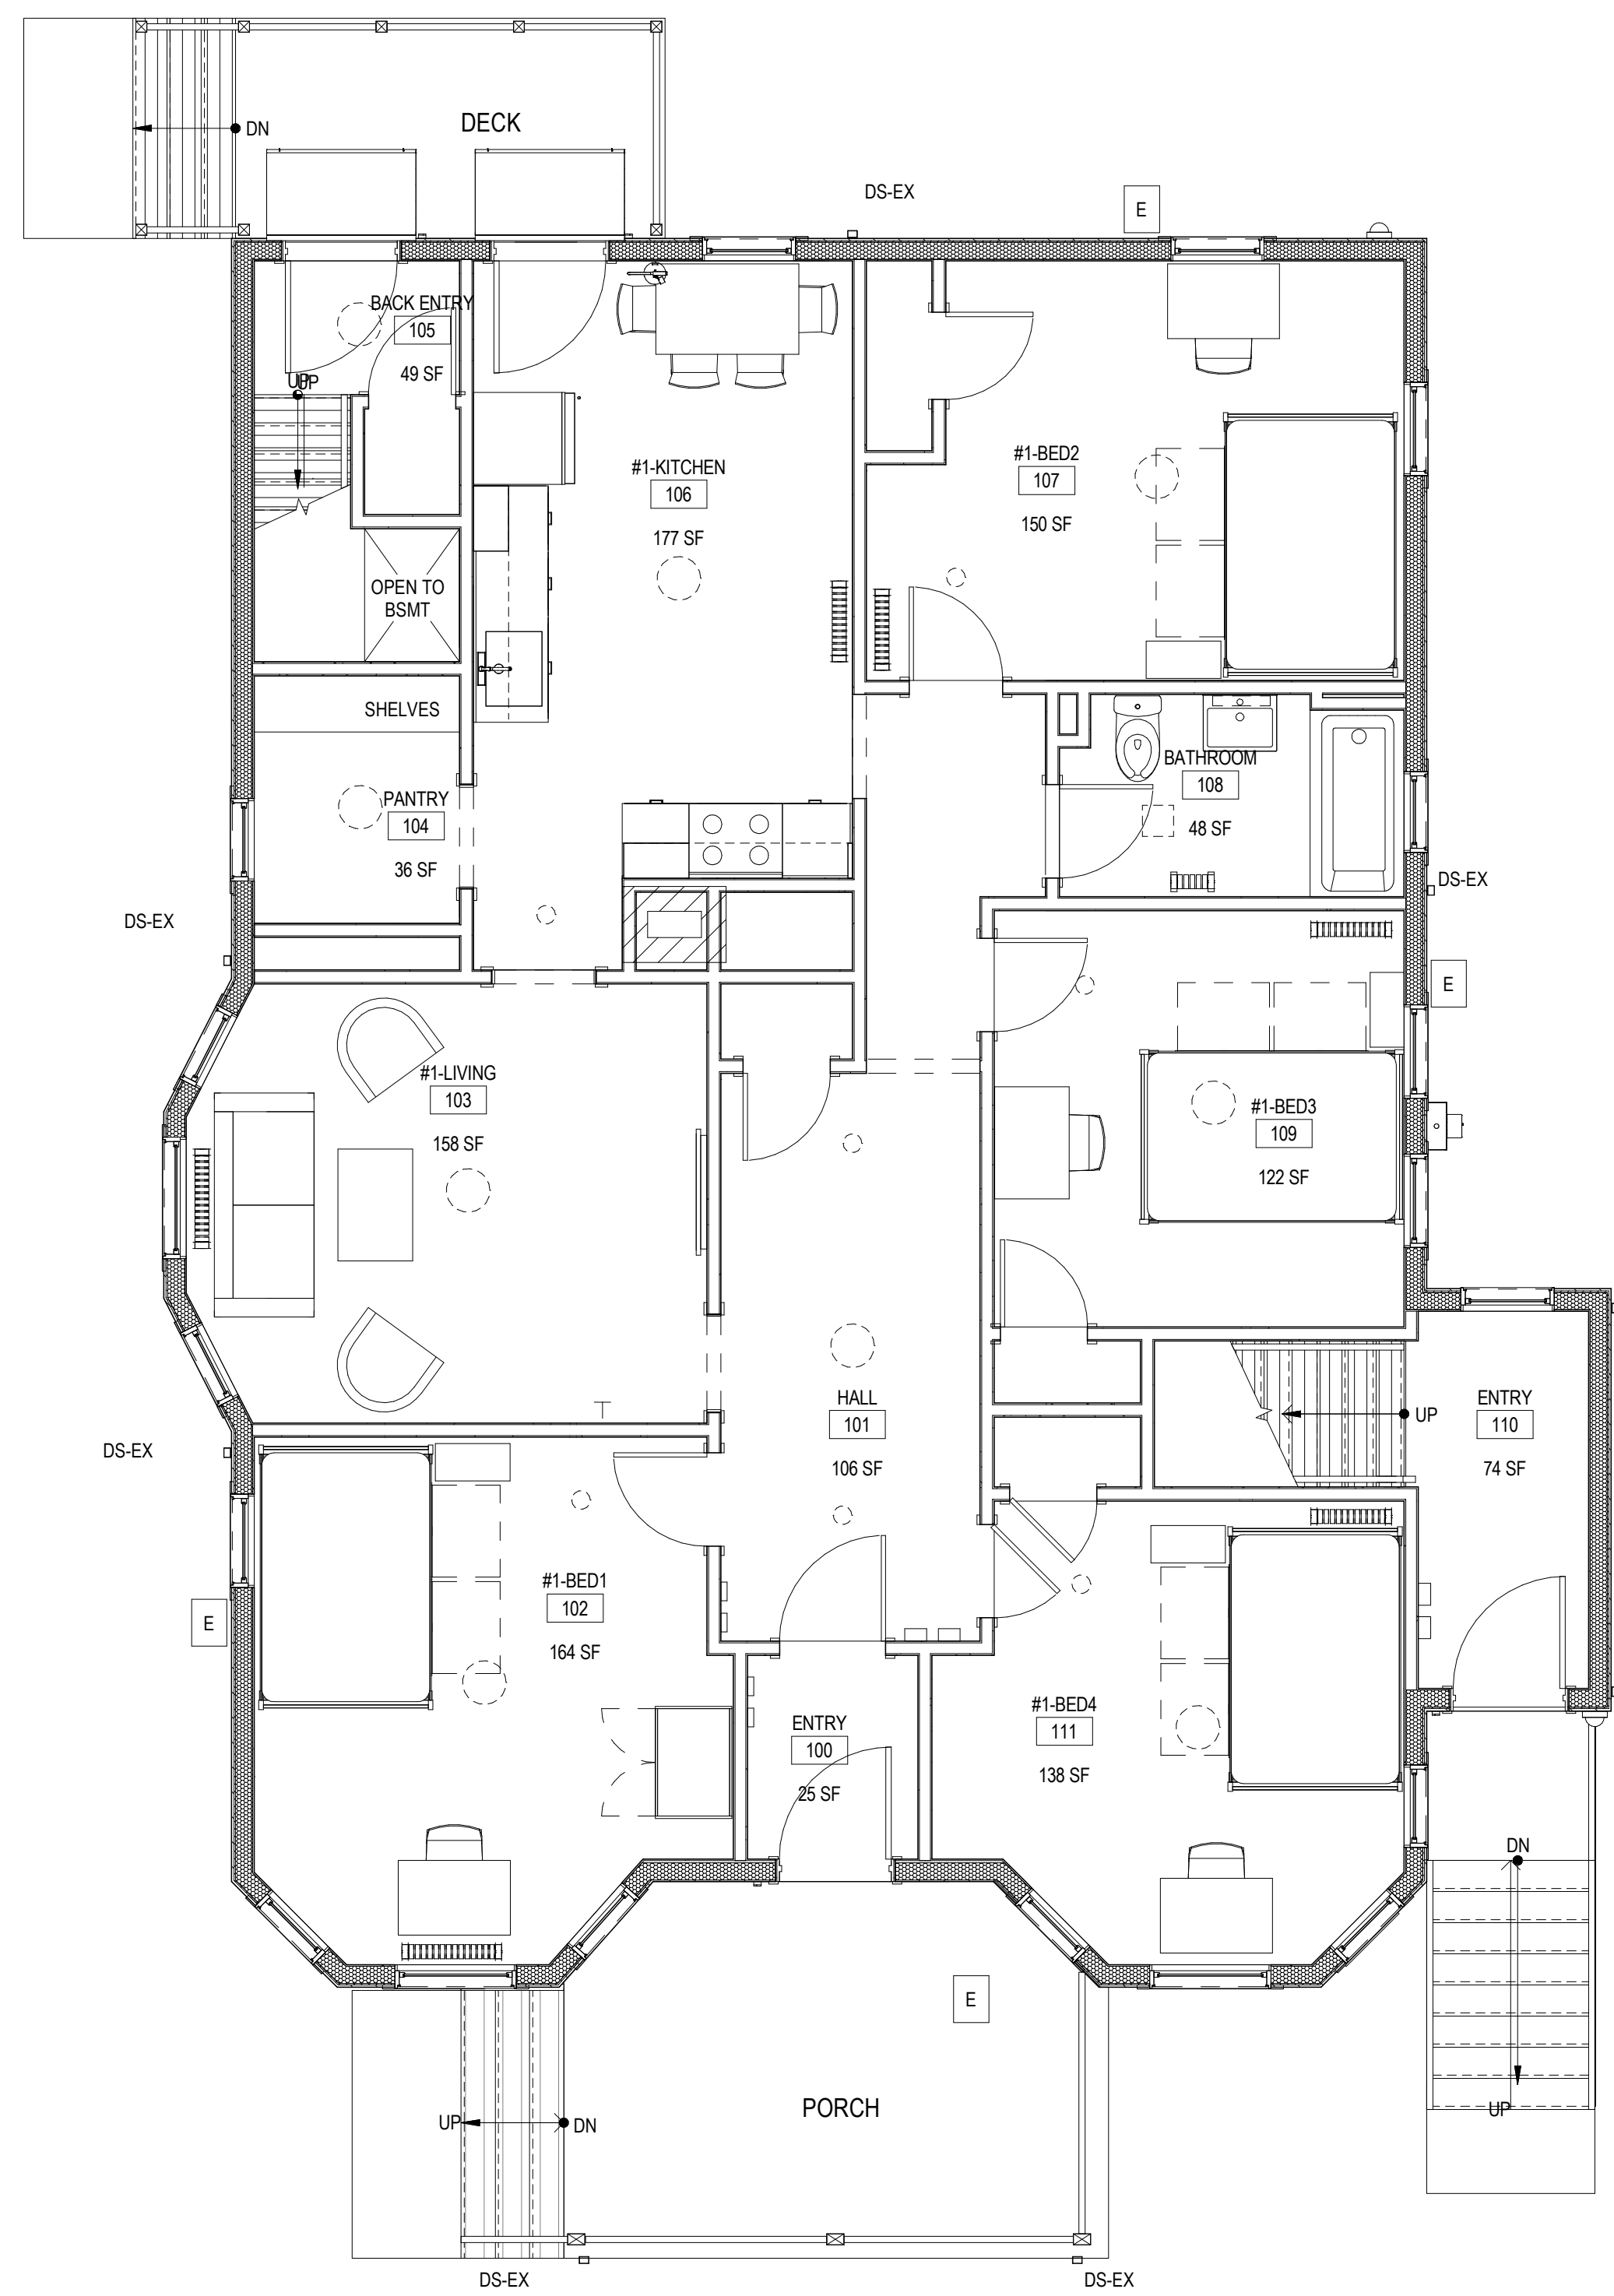 DECK
DN
DS-EX
E
BACK ENTRY
105
49 SF
UP
UP
#1-KITCHEN
106
177 SF
#1-BED2
107
150 SF
OPEN TO
BSMT
SHELVES
PANTRY
104
36 SF
BATHROOM
108
48 SF
DS-EX
DS-EX
E
#1-LIVING
103
158 SF
#1-BED3
109
122 SF
HALL
101
106 SF
UP
ENTRY
110
74 SF
DS-EX
#1-BED1
102
164 SF
E
ENTRY
100
25 SF
#1-BED4
111
138 SF
DN
E
PORCH
UP
DN
UP
DS-EX
DS-EX